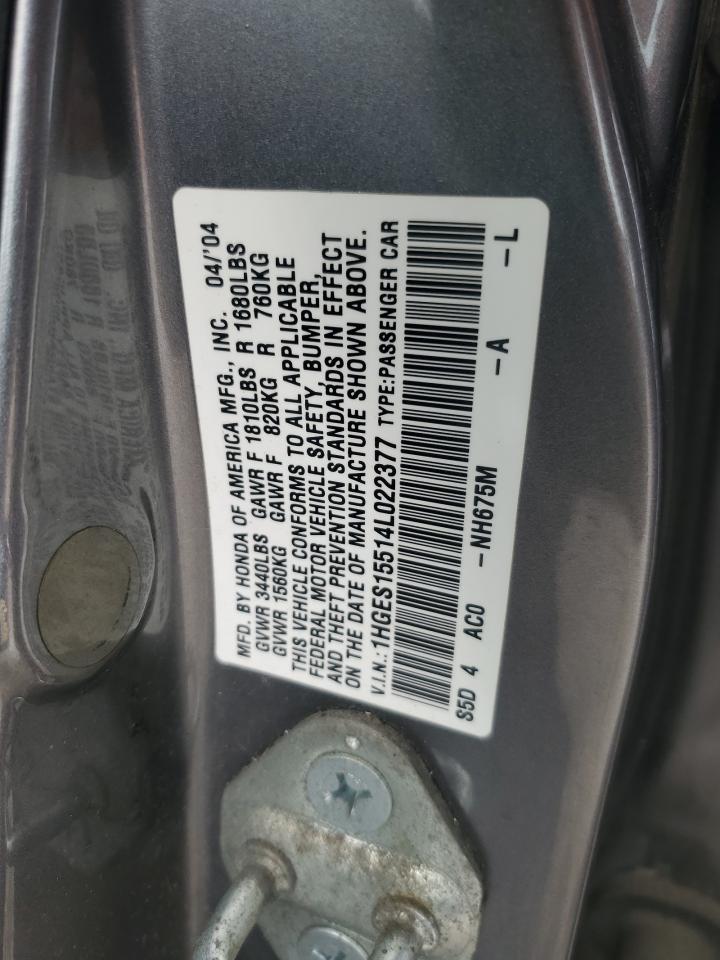 MFD. BY HONDA OF AMERICA MFG., INC. 04/'04
GVWR 3440LBS GAWR F 1810LBS R 1680LBS
GVWR 1560KG GAWR F 820KG R 760KG
THIS VEHICLE CONFORMS TO ALL APPLICABLE
FEDERAL MOTOR VEHICLE SAFETY, BUMPER,
AND THEFT PREVENTION STANDARDS IN EFFECT
ON THE DATE OF MANUFACTURE SHOWN ABOVE.
V.I.N.: 1HGES15514L022377 TYPE:PASSENGER CAR
S5D 4 AC0 -NH675M -A -L